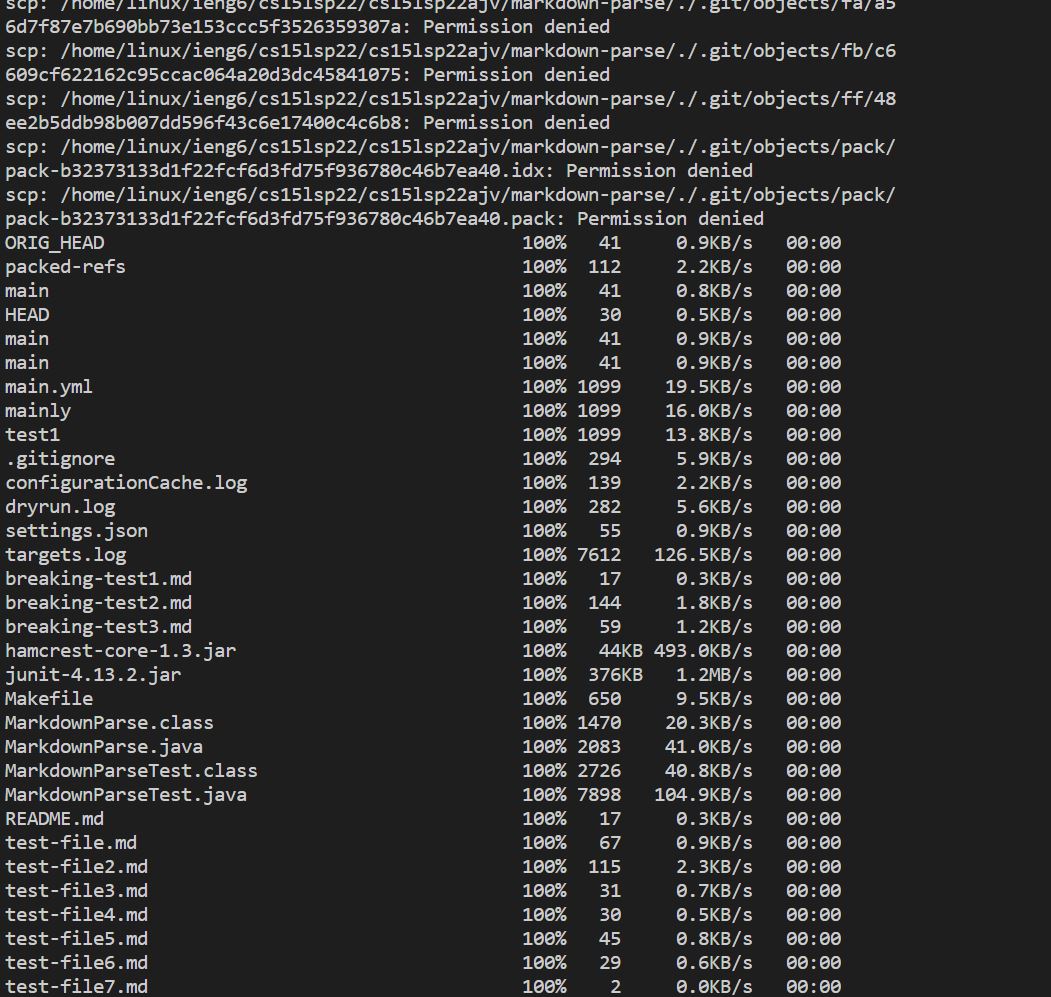 scp: /home/linux/ieng6/cs15lsp22/cs15lsp22ajv/markdown-parse/./.git/objects/fa/a5
6d7f87e7b690bb73e153ccc5f3526359307a: Permission denied
scp: /home/linux/ieng6/cs15lsp22/cs15lsp22ajv/markdown-parse/./.git/objects/fb/c6
609cf622162c95ccac064a20d3dc45841075: Permission denied
scp: /home/linux/ieng6/cs15lsp22/cs15lsp22ajv/markdown-parse/./.git/objects/ff/48
ee2b5ddb98b007dd596f43c6e17400c4c6b8: Permission denied
scp: /home/linux/ieng6/cs15lsp22/cs15lsp22ajv/markdown-parse/./.git/objects/pack/
pack-b32373133d1f22fcf6d3fd75f936780c46b7ea40.idx: Permission denied
scp: /home/linux/ieng6/cs15lsp22/cs15lsp22ajv/markdown-parse/./.git/objects/pack/
pack-b32373133d1f22fcf6d3fd75f936780c46b7ea40.pack: Permission denied
ORIG_HEAD 100% 41 0.9KB/s 00:00
packed-refs 100% 112 2.2KB/s 00:00
main 100% 41 0.8KB/s 00:00
HEAD 100% 30 0.5KB/s 00:00
main 100% 41 0.9KB/s 00:00
main 100% 41 0.9KB/s 00:00
main.yml 100% 1099 19.5KB/s 00:00
mainly 100% 1099 16.0KB/s 00:00
test1 100% 1099 13.8KB/s 00:00
.gitignore 100% 294 5.9KB/s 00:00
configurationCache.log 100% 139 2.2KB/s 00:00
dryrun.log 100% 282 5.6KB/s 00:00
settings.json 100% 55 0.9KB/s 00:00
targets.log 100% 7612 126.5KB/s 00:00
breaking-test1.md 100% 17 0.3KB/s 00:00
breaking-test2.md 100% 144 1.8KB/s 00:00
breaking-test3.md 100% 59 1.2KB/s 00:00
hamcrest-core-1.3.jar 100% 44KB 493.0KB/s 00:00
junit-4.13.2.jar 100% 376KB 1.2MB/s 00:00
Makefile 100% 650 9.5KB/s 00:00
MarkdownParse.class 100% 1470 20.3KB/s 00:00
MarkdownParse.java 100% 2083 41.0KB/s 00:00
MarkdownParseTest.class 100% 2726 40.8KB/s 00:00
MarkdownParseTest.java 100% 7898 104.9KB/s 00:00
README.md 100% 17 0.3KB/s 00:00
test-file.md 100% 67 0.9KB/s 00:00
test-file2.md 100% 115 2.3KB/s 00:00
test-file3.md 100% 31 0.7KB/s 00:00
test-file4.md 100% 30 0.5KB/s 00:00
test-file5.md 100% 45 0.8KB/s 00:00
test-file6.md 100% 29 0.6KB/s 00:00
test-file7.md 100% 2 0.0KB/s 00:00